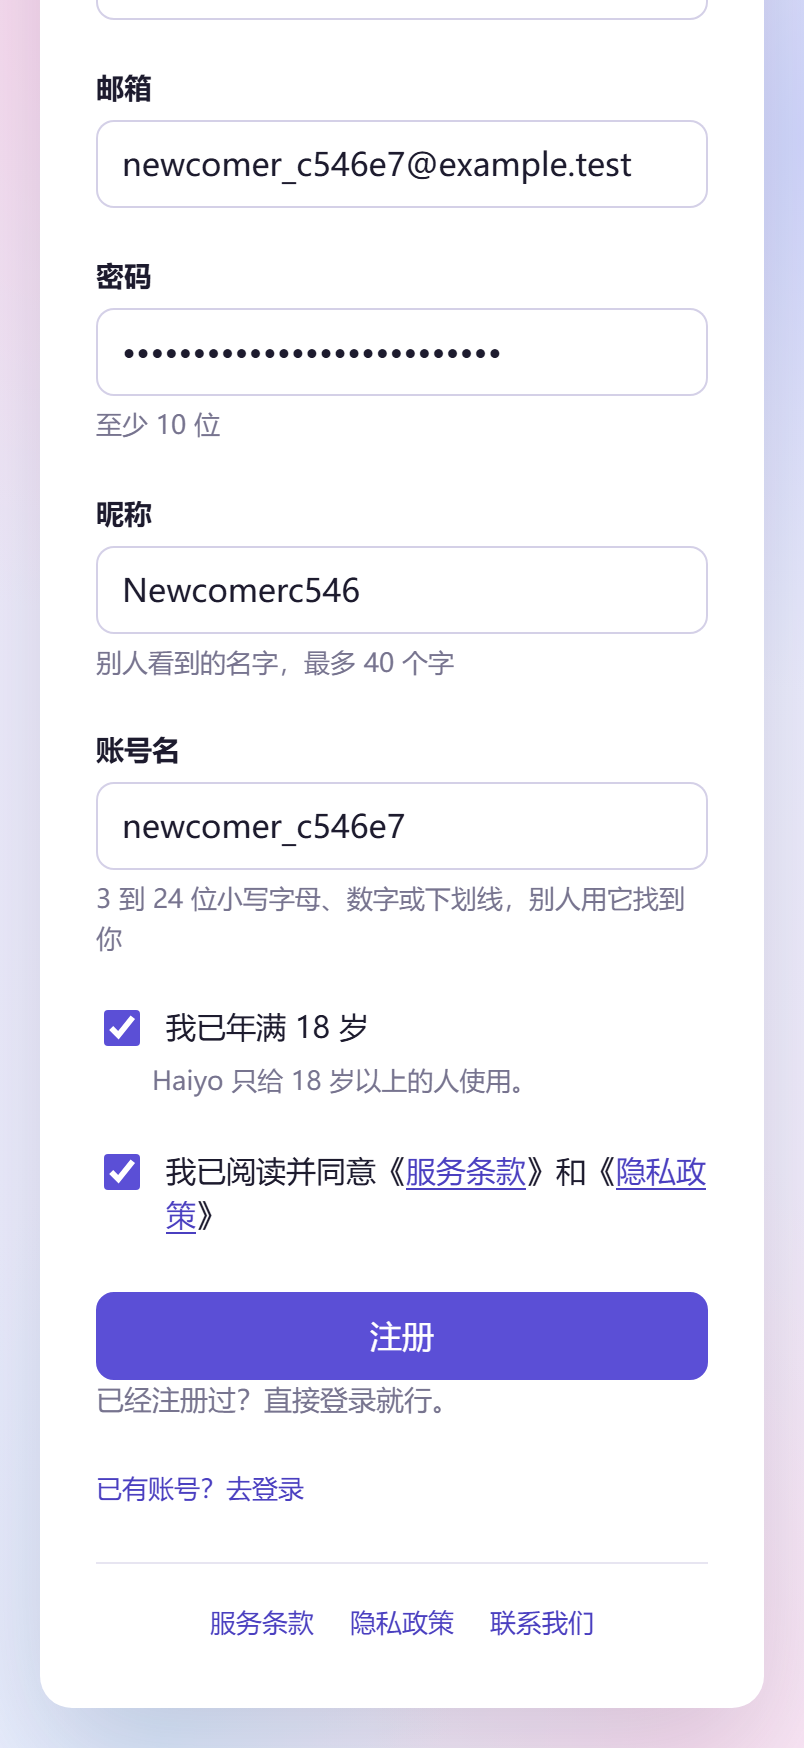 邮箱
newcomer_c546e7@example.test
密码
•••••••••••••••••••••••••••
至少 10 位
昵称
Newcomerc546
别人看到的名字，最多 40 个字
账号名
newcomer_c546e7
3 到 24 位小写字母、数字或下划线，别人用它找到
你
我已年满 18 岁
Haiyo 只给 18 岁以上的人使用。
我已阅读并同意《服务条款》和《隐私政
策》
注册
已经注册过？直接登录就行。
已有账号？去登录
服务条款 隐私政策 联系我们